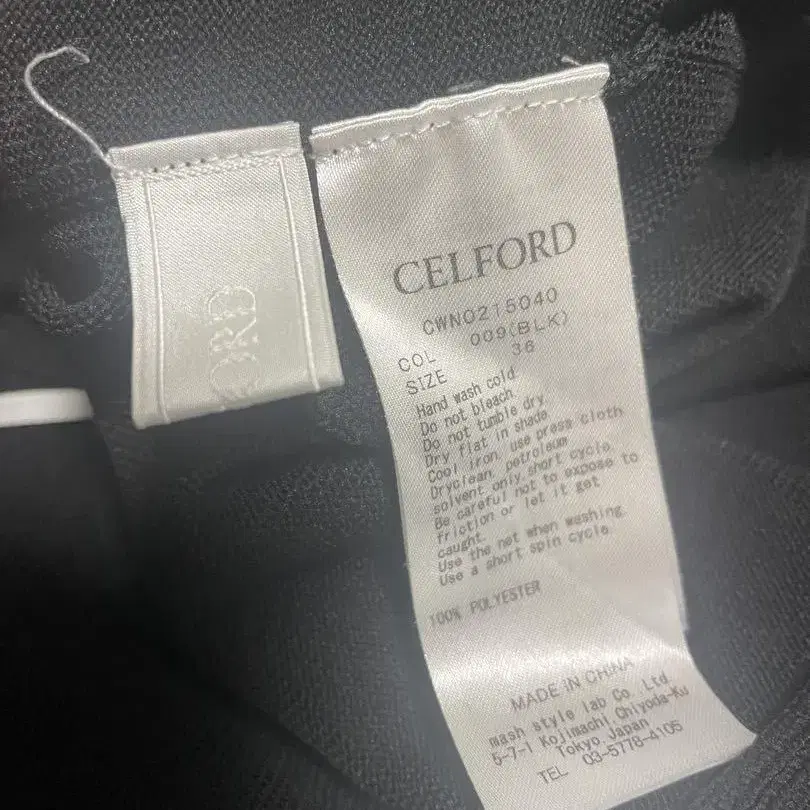 ORD
CELFORD
CWNO215040
COL 009(BLK)
SIZE 36
Hand wash cold.
Do not bleach.
Do not tumble dry.
Dry flat in shade
Cool iron, use press cloth
Dryclean, petroleum
solvent only,short cycle.
Be careful not to expose to
friction or let it get
caught.
Use the net when washing.
Use a short spin cycle.
100% POLYESTER
MADE IN CHINA
mash style lab Co. Ltd.
5-7-1 Kojimachi,Chiyoda-Ku
Tokyo,Japan
TEL 03-5778-4105